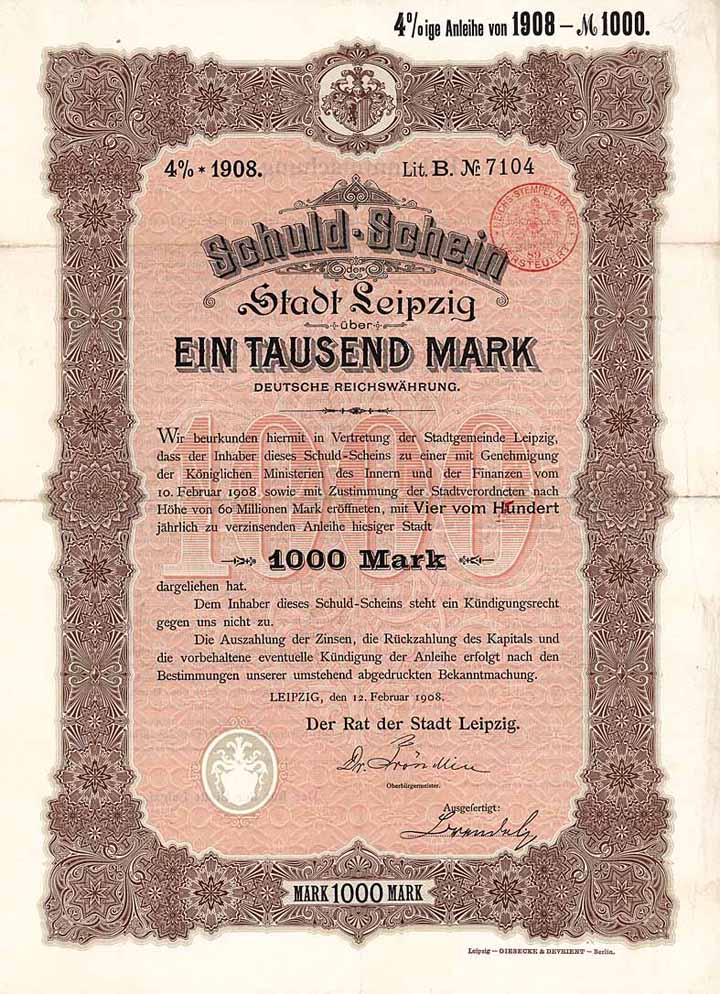 4%ige Anleihe von 1908 – M 1000.
4% * 1908.
Lit. B. № 7104
Schuld-Schein
der
Stadt Leipzig
über
EIN TAUSEND MARK
DEUTSCHE REICHSWÄHRUNG.
1000
Wir beurkunden hiermit in Vertretung der Stadtgemeinde Leipzig,
dass der Inhaber dieses Schuld-Scheins zu einer mit Genehmigung
der Königlichen Ministerien des Innern und der Finanzen vom
10. Februar 1908 sowie mit Zustimmung der Stadtverordneten nach
Höhe von 60 Millionen Mark eröffneten, mit Vier vom Hundert
jährlich zu verzinsenden Anleihe hiesiger Stadt
1000 Mark
dargeliehen hat.
Dem Inhaber dieses Schuld-Scheins steht ein Kündigungsrecht
gegen uns nicht zu.
Die Auszahlung der Zinsen, die Rückzahlung des Kapitals und
die vorbehaltene eventuelle Kündigung der Anleihe erfolgt nach den
Bestimmungen unserer umstehend abgedruckten Bekanntmachung.
LEIPZIG, den 12. Februar 1908.
Der Rat der Stadt Leipzig.
Dr. Tröndlin
Oberbürgermeister.
Ausgefertigt:
MARK 1000 MARK
Leipzig — GIESECKE & DEVRIENT — Berlin.